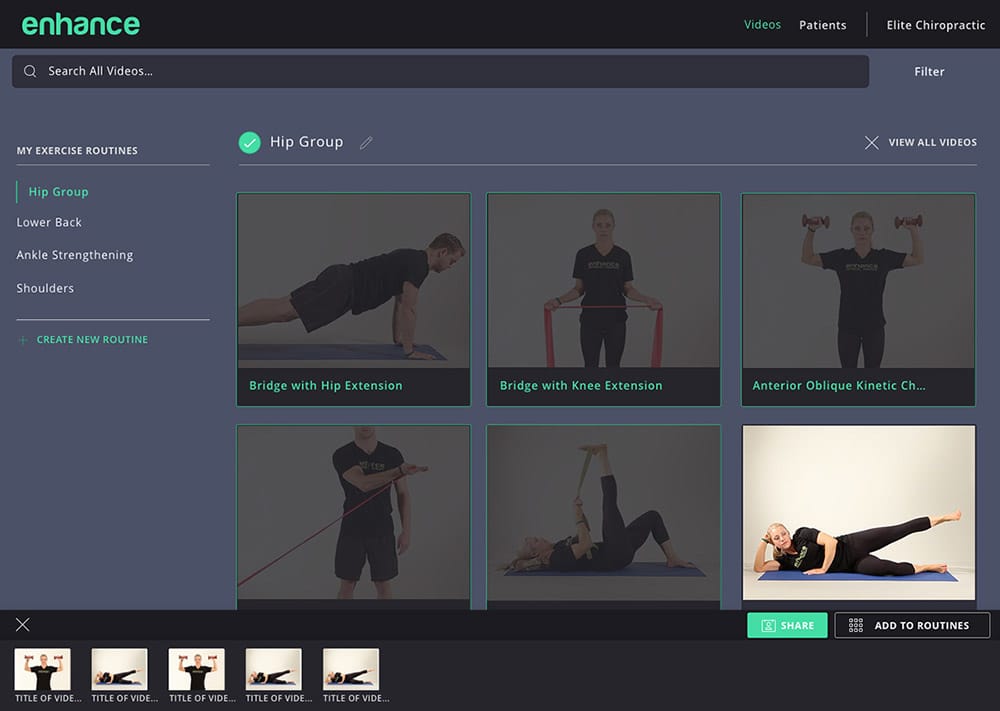 enhance
Videos
Patients
Elite Chiropractic
Search All Videos...
Filter
MY EXERCISE ROUTINES
Hip Group
Lower Back
Ankle Strengthening
Shoulders
CREATE NEW ROUTINE
Hip Group
VIEW ALL VIDEOS
enhance
enhance
Bridge with Hip Extension
Bridge with Knee Extension
Anterior Oblique Kinetic Ch...
SHARE
ADD TO ROUTINES
TITLE OF VIDE...
TITLE OF VIDE...
TITLE OF VIDE...
TITLE OF VIDE...
TITLE OF VIDE...